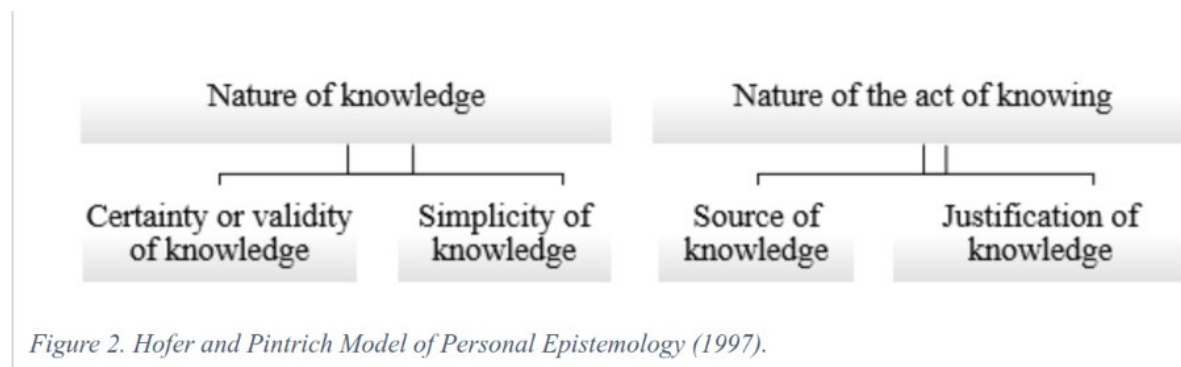 Nature of knowledge
Nature of the act of knowing
Certainty or validity
of knowledge
Simplicity of
knowledge
Source of
knowledge
Justification of
knowledge
Figure 2. Hofer and Pintrich Model of Personal Epistemology (1997).